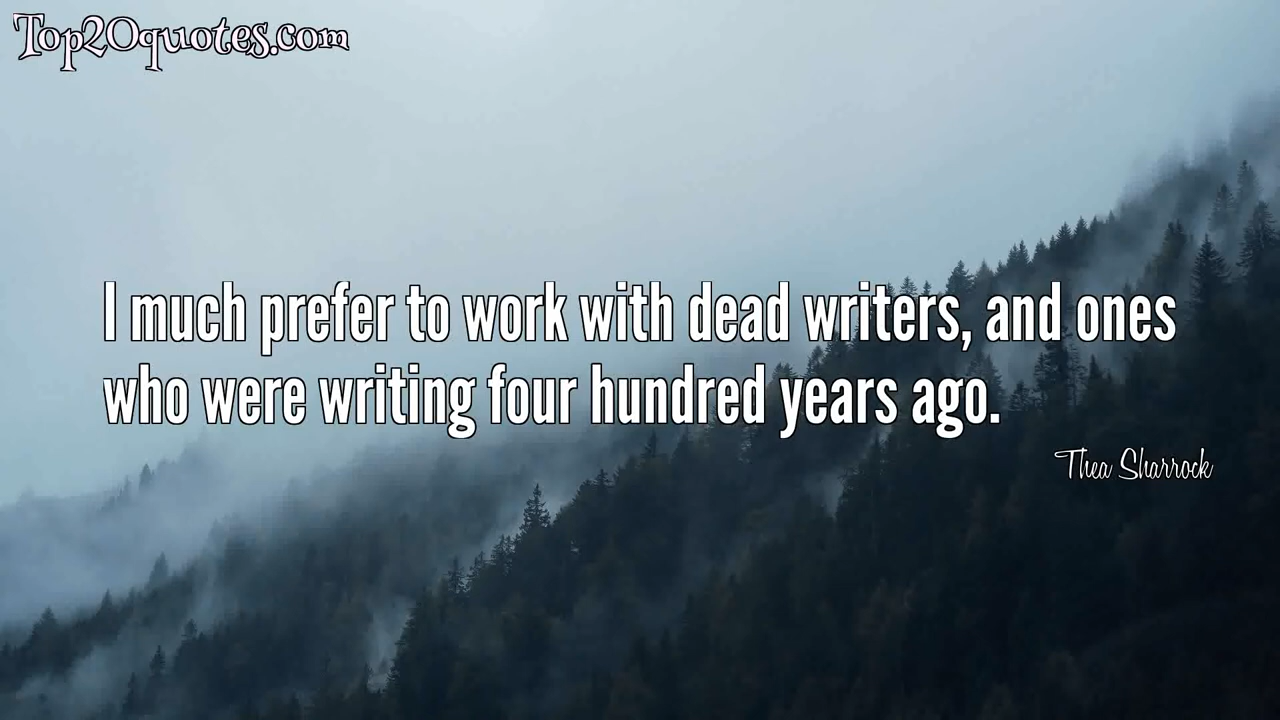 Top20quotes.com
I much prefer to work with dead writers, and ones
who were writing four hundred years ago.
Thea Sharrock